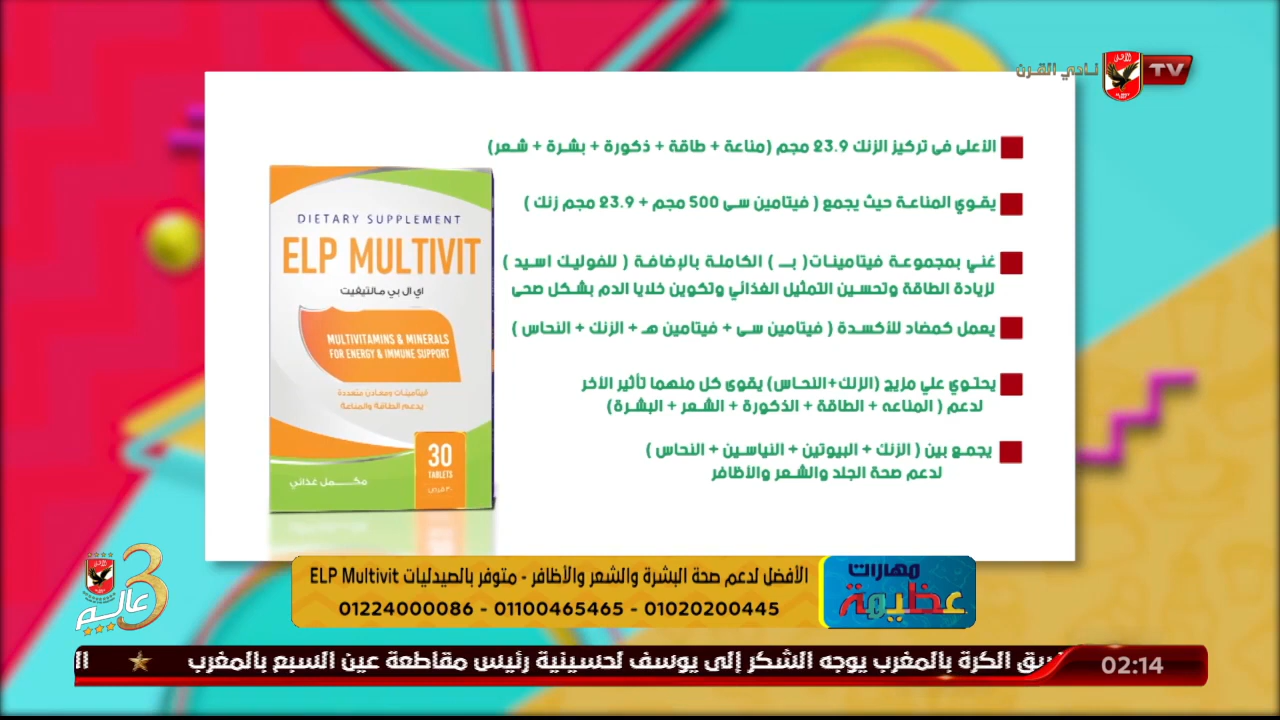 نادي القرن
TV
الأعلى فى تركيز الزنك 23.9 مجم (مناعة + طاقة + ذكورة + بشرة + شعر)
يقوي المناعة حيث يجمع ( فيتامين سى 500 مجم + 23.9 مجم زنك )
غني بمجموعة فيتامينات( بـ ) الكاملة بالإضافة ( للفوليك اسيد )
لزيادة الطاقة وتحسين التمثيل الغذائي وتكوين خلايا الدم بشكل صحى
يعمل كمضاد للأكسدة ( فيتامين سى + فيتامين هـ + الزنك + النحاس )
يحتوي علي مزيج (الزنك+النحاس) يقوى كل منهما تأثير الآخر
لدعم ( المناعه + الطاقة + الذكورة + الشعر + البشرة)
يجمع بين ( الزنك + البيوتين + النياسين + النحاس )
لدعم صحة الجلد والشعر والأظافر
DIETARY SUPPLEMENT
ELP MULTIVIT
اي ال بي مالتيفيت
MULTIVITAMINS & MINERALS
FOR ENERGY & IMMUNE SUPPORT
فيتامينات ومعادن متعددة
يدعم الطاقة والمناعة
30
TABLETS
٣٠ قرص
مكمل غذائي
3
عالم
الأفضل لدعم صحة البشرة والشعر والأظافر - متوفر بالصيدليات ELP Multivit
01224000086 - 01100465465 - 01020200445
مهارات
عظيمة
فريق الكرة بالمغرب يوجه الشكر إلى يوسف لحسينية رئيس مقاطعة عين السبع بالمغرب
02:14